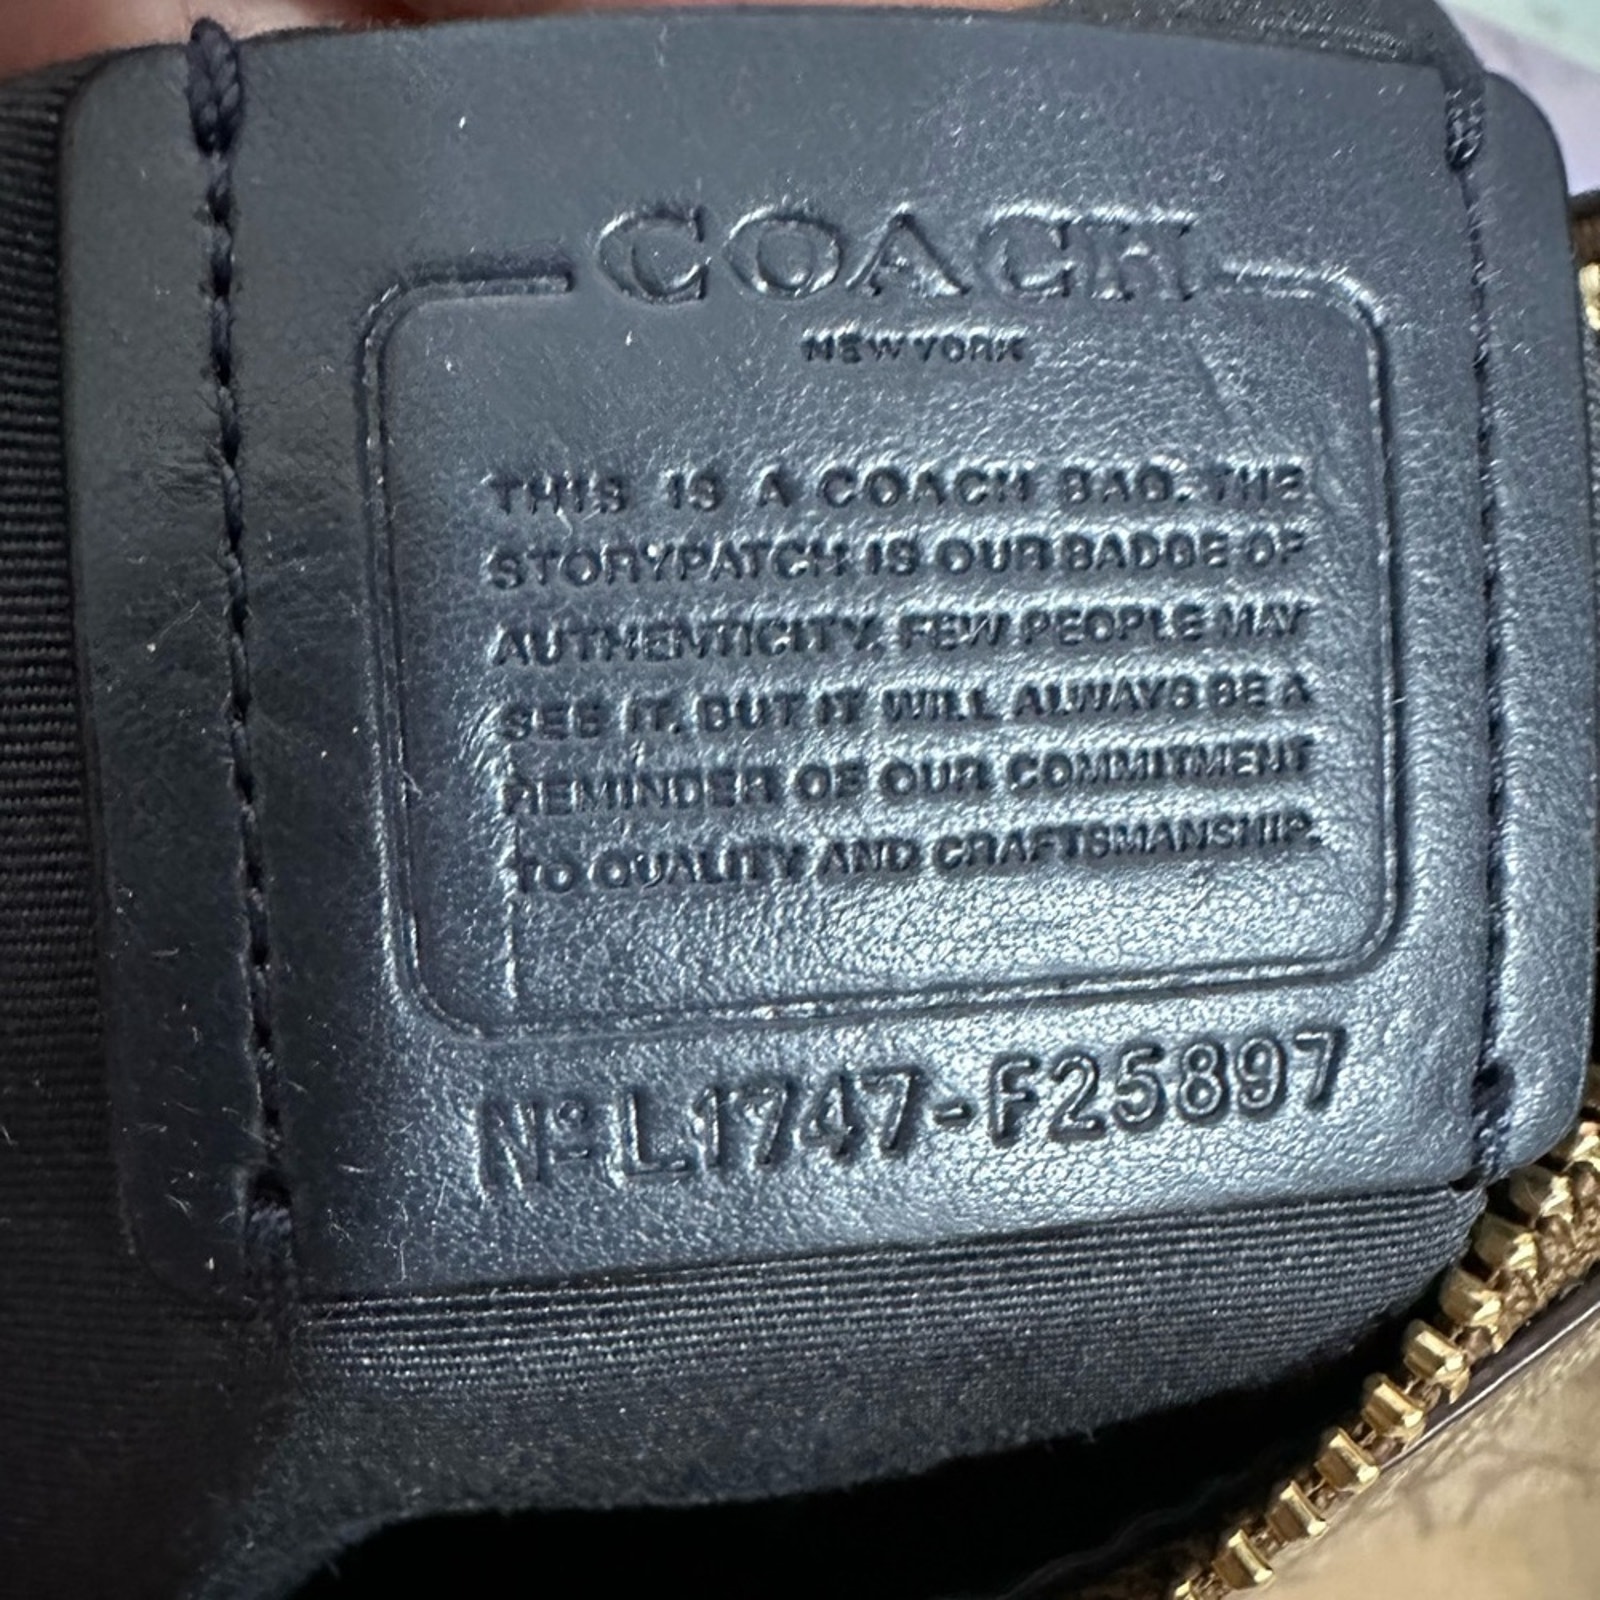 COACH
NEW YORK
THIS IS A COACH BAG. THE
STORYPATCH IS OUR BADGE OF
AUTHENTICITY. FEW PEOPLE MAY
SEE IT, BUT IT WILL ALWAYS BE A
REMINDER OF OUR COMMITMENT
TO QUALITY AND CRAFTSMANSHIP.
Nº L1747-F25897